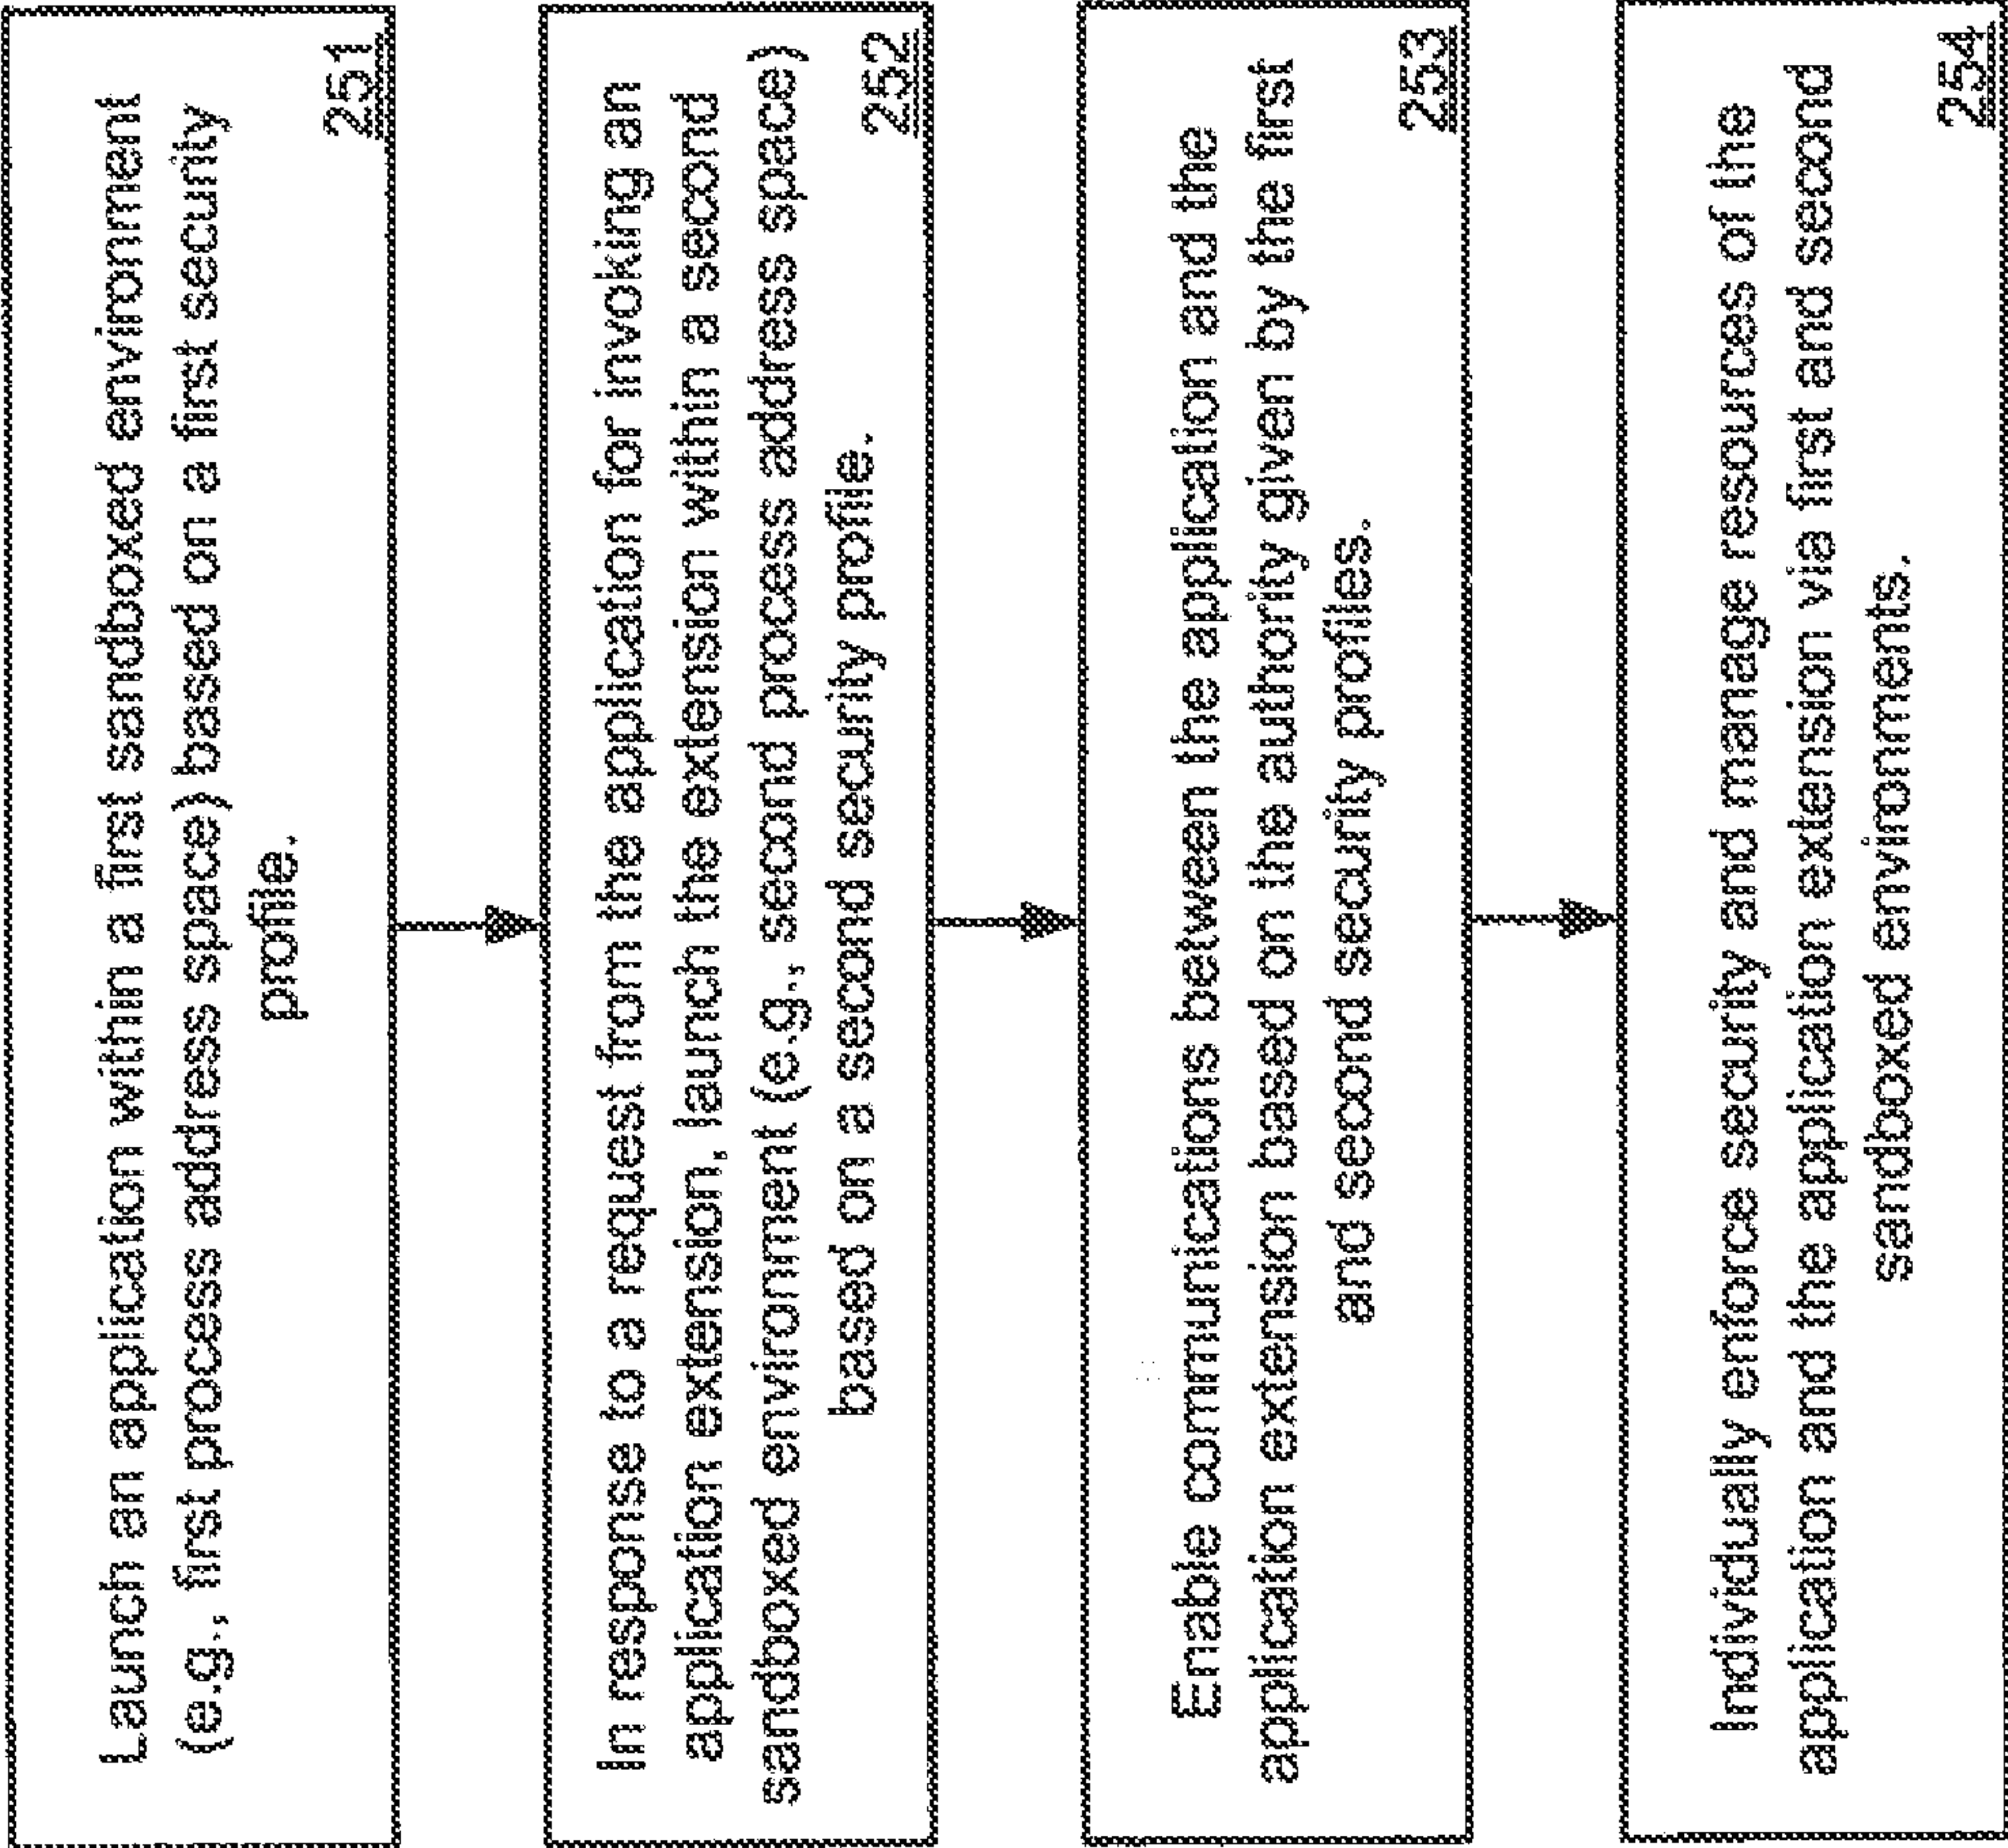 Launch an application within a first sandboxed environment
(e.g., first process address space) based on a first security
profile.
251
In response to a request from the application for invoking an
application extension, launch the extension within a second
sandboxed environment (e.g., second process address space)
based on a second security profile.
252
Enable communications between the application and the
application extension based on the authority given by the first
and second security profiles.
253
Individually enforce security and manage resources of the
application and the application extension via first and second
sandboxed environments.
254